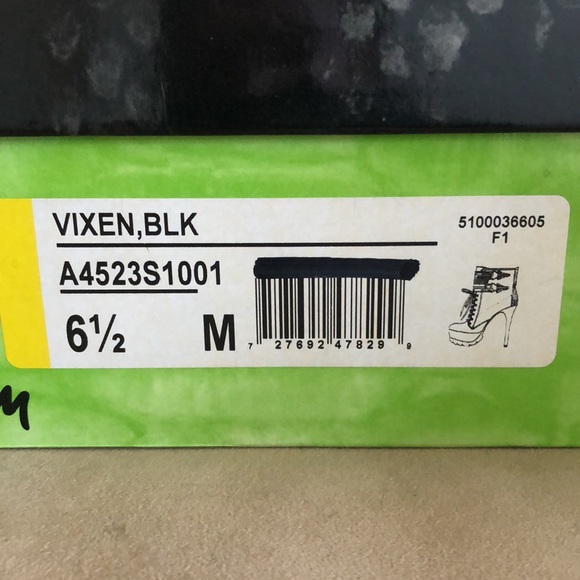 VIXEN,BLK
5100036605
F1
A4523S1001
6½ M
7 27692 47829 9